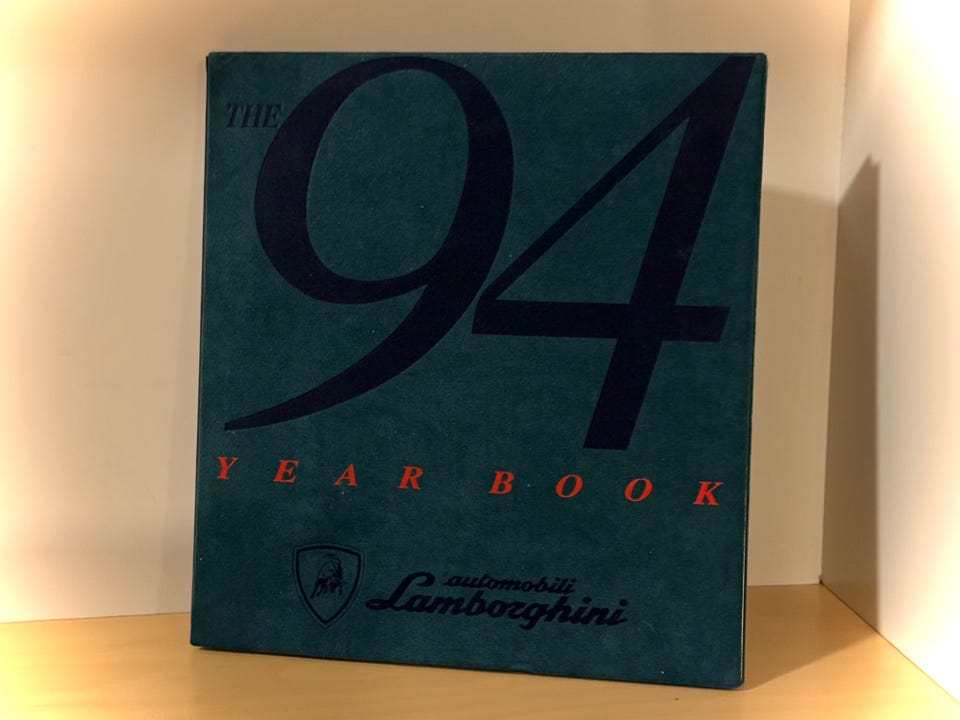 THE
94
YEAR BOOK
automobili
Lamborghini